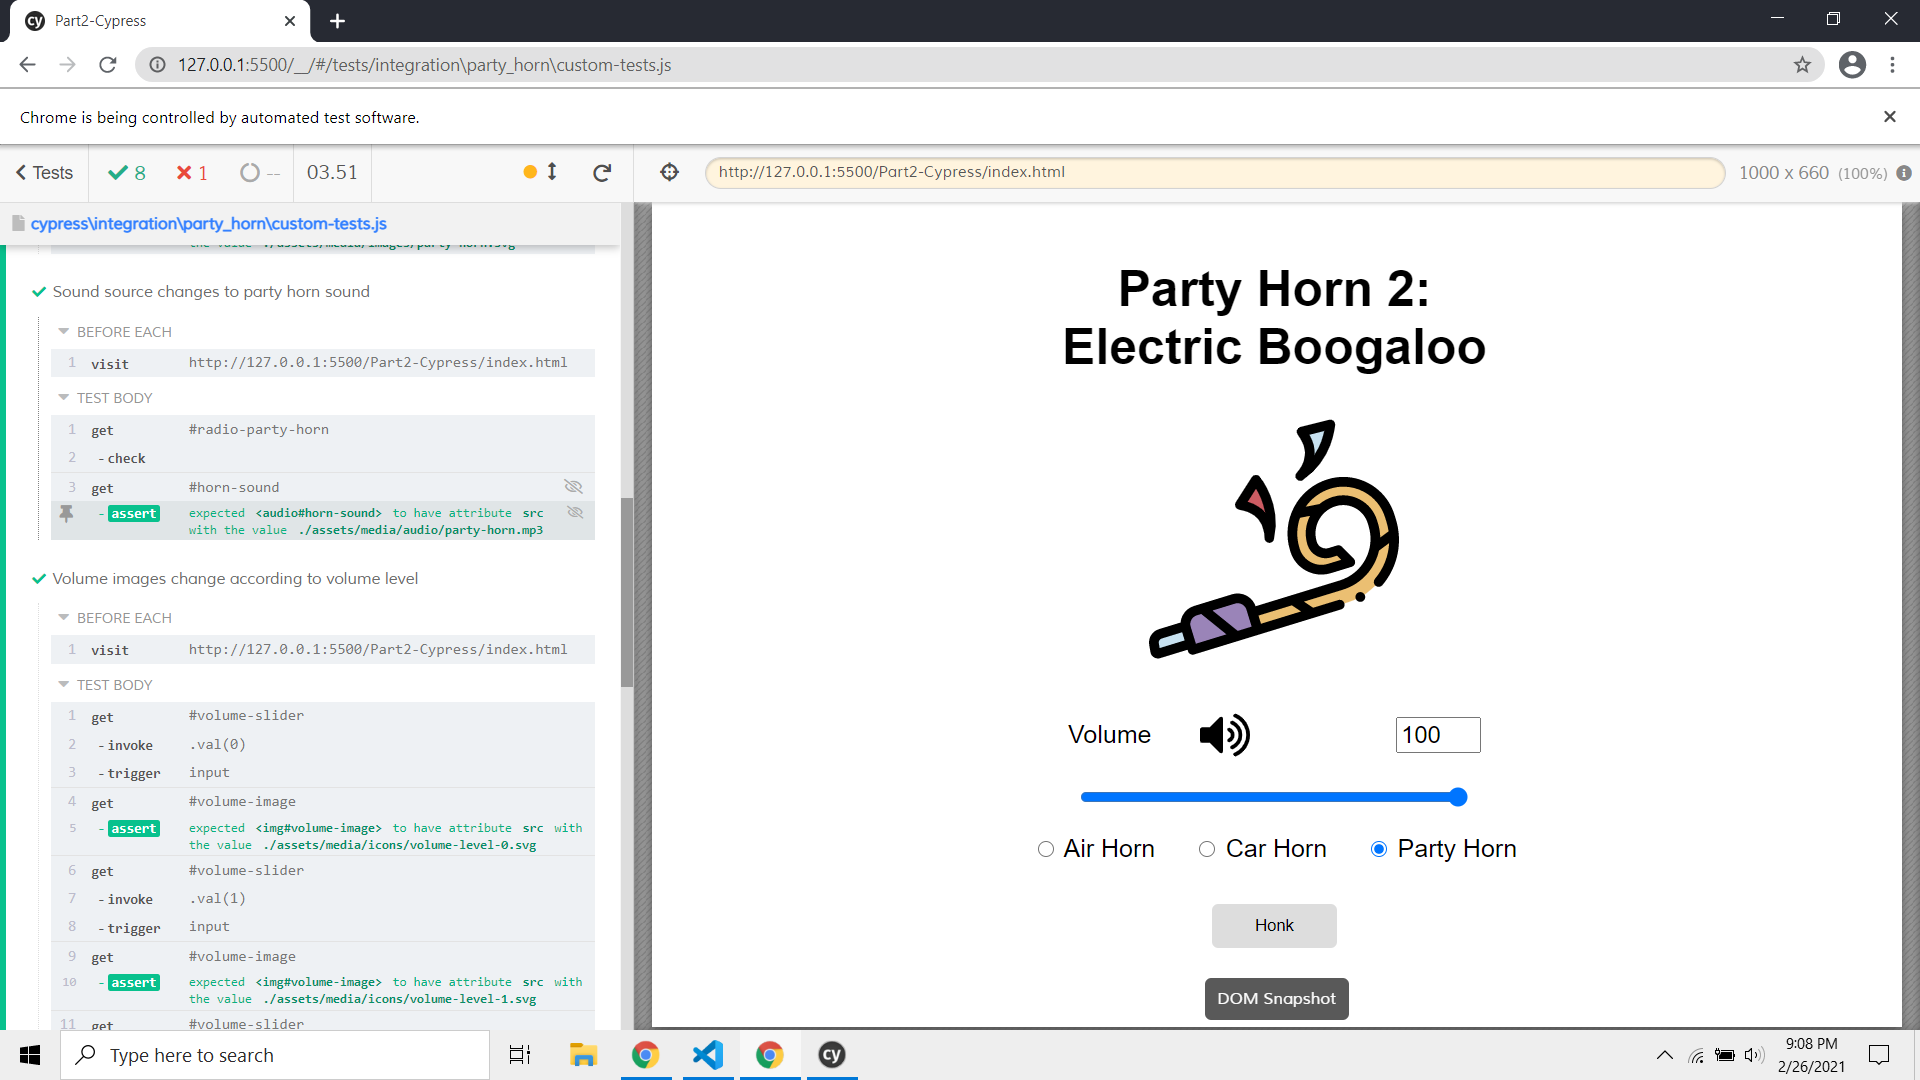 cy Part2-Cypress
127.0.0.1:5500/__/#/tests/integration\party_horn\custom-tests.js
Chrome is being controlled by automated test software.
Tests 8 1 -- 03.51
http://127.0.0.1:5500/Part2-Cypress/index.html 1000 x 660 (100%)
cypress\integration\party_horn\custom-tests.js
the value ./assets/media/images/party-horn.svg
Sound source changes to party horn sound
BEFORE EACH
1 visit http://127.0.0.1:5500/Part2-Cypress/index.html
TEST BODY
1 get #radio-party-horn
2 - check
3 get #horn-sound
- assert expected <audio#horn-sound> to have attribute src
with the value ./assets/media/audio/party-horn.mp3
Volume images change according to volume level
BEFORE EACH
1 visit http://127.0.0.1:5500/Part2-Cypress/index.html
TEST BODY
1 get #volume-slider
2 - invoke .val(0)
3 - trigger input
4 get #volume-image
5 - assert expected <img#volume-image> to have attribute src with
the value ./assets/media/icons/volume-level-0.svg
6 get #volume-slider
7 - invoke .val(1)
8 - trigger input
9 get #volume-image
10 - assert expected <img#volume-image> to have attribute src with
the value ./assets/media/icons/volume-level-1.svg
11 get #volume-slider
Party Horn 2:
Electric Boogaloo
Volume 100
Air Horn Car Horn Party Horn
Honk
DOM Snapshot
Type here to search
cy
9:08 PM
2/26/2021